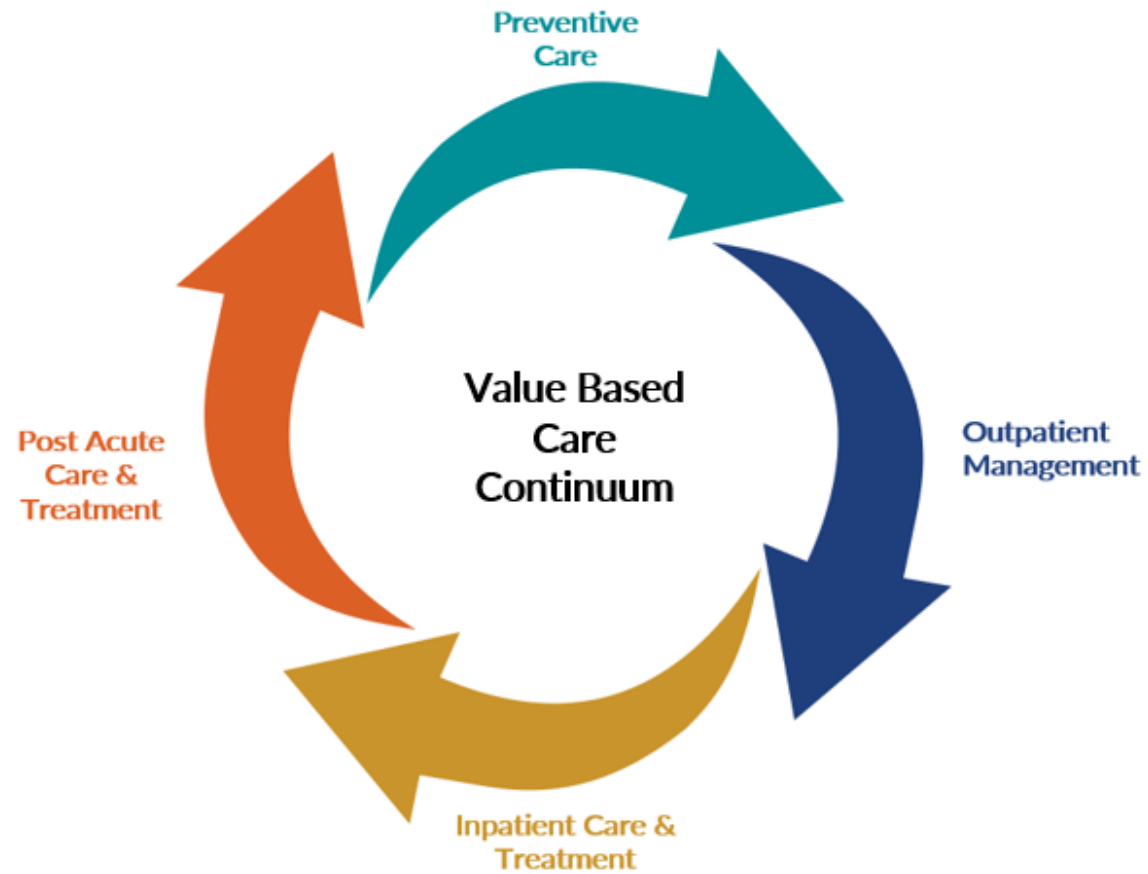 Preventive
Care
Value Based
Care
Continuum
Outpatient
Management
Post Acute
Care &
Treatment
Inpatient Care &
Treatment